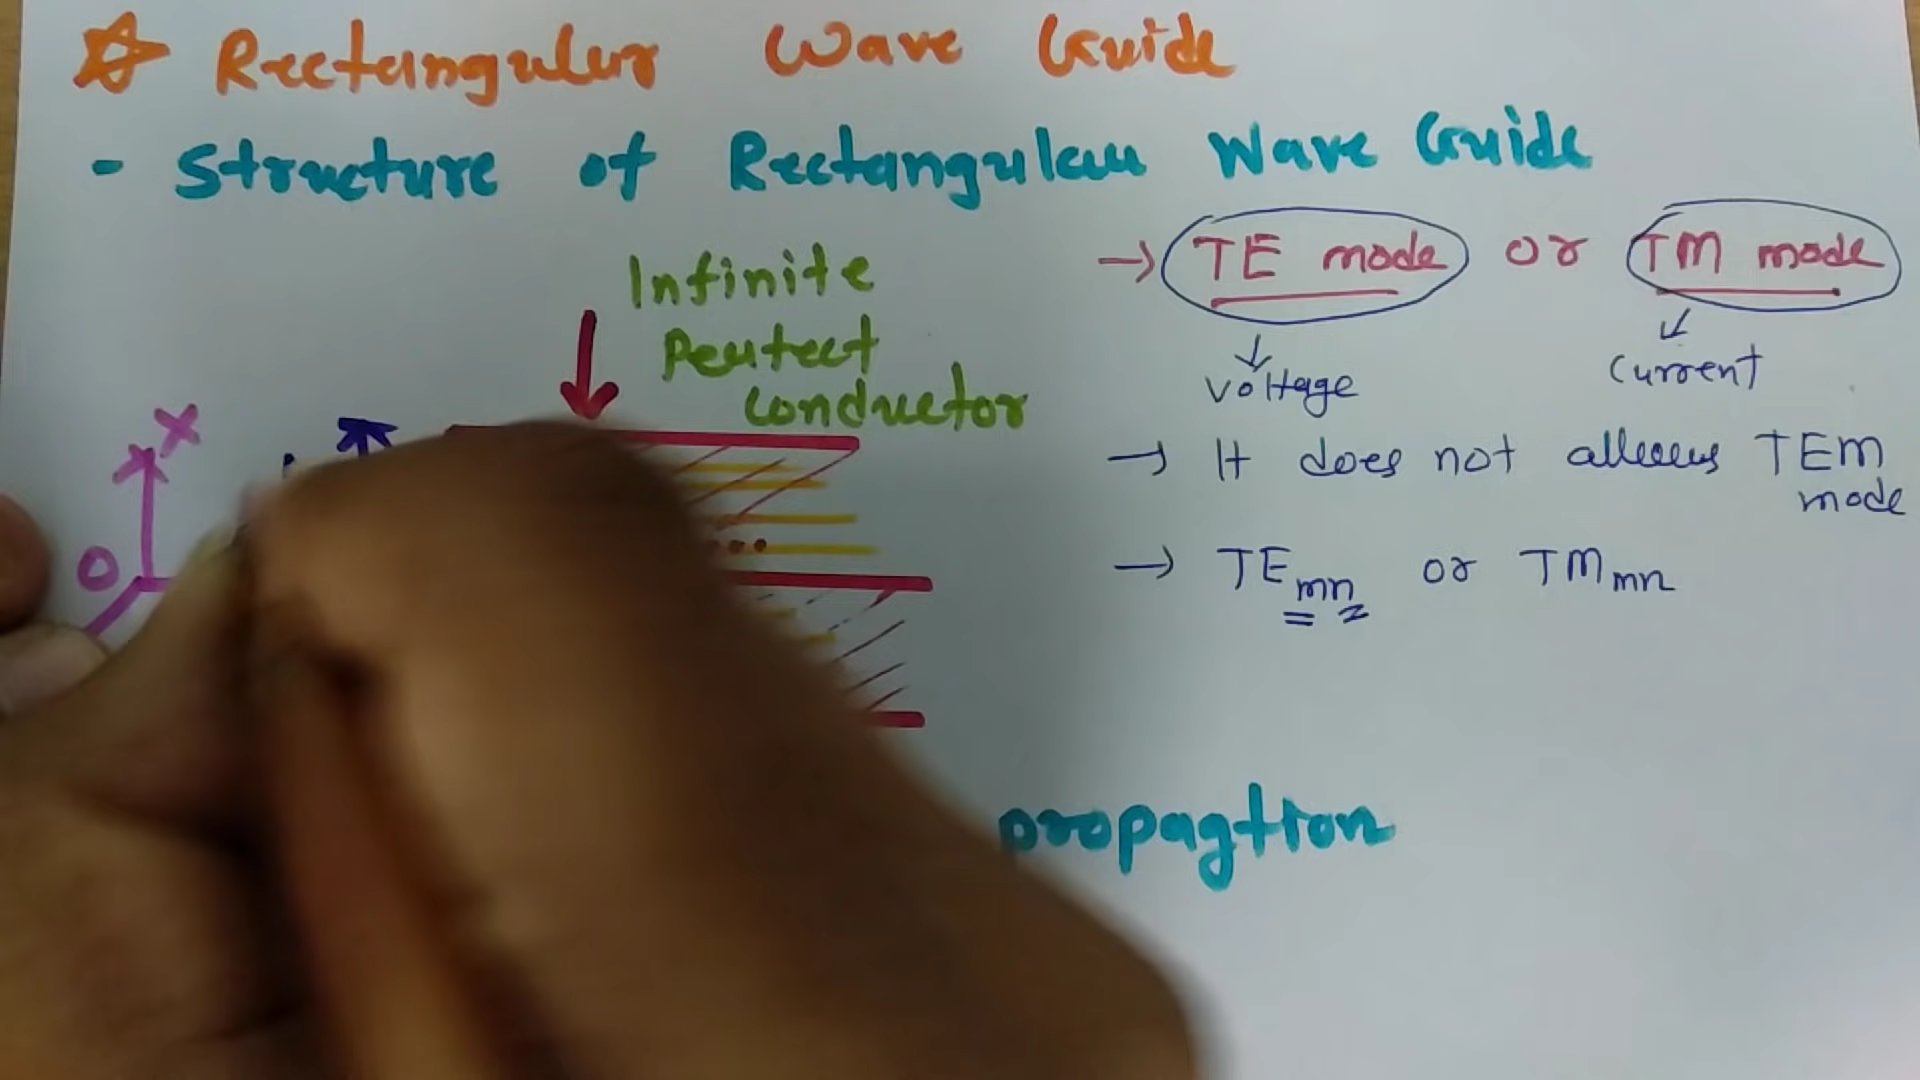 Rectangular Wave Guide
- Structure of Rectangular Wave Guide
→ TE mode or TM mode
Infinite
Perfect
Conductor
Voltage
Current
X
→ It does not allows TEM
mode
O
→ TEmn or TMmn
propagtion